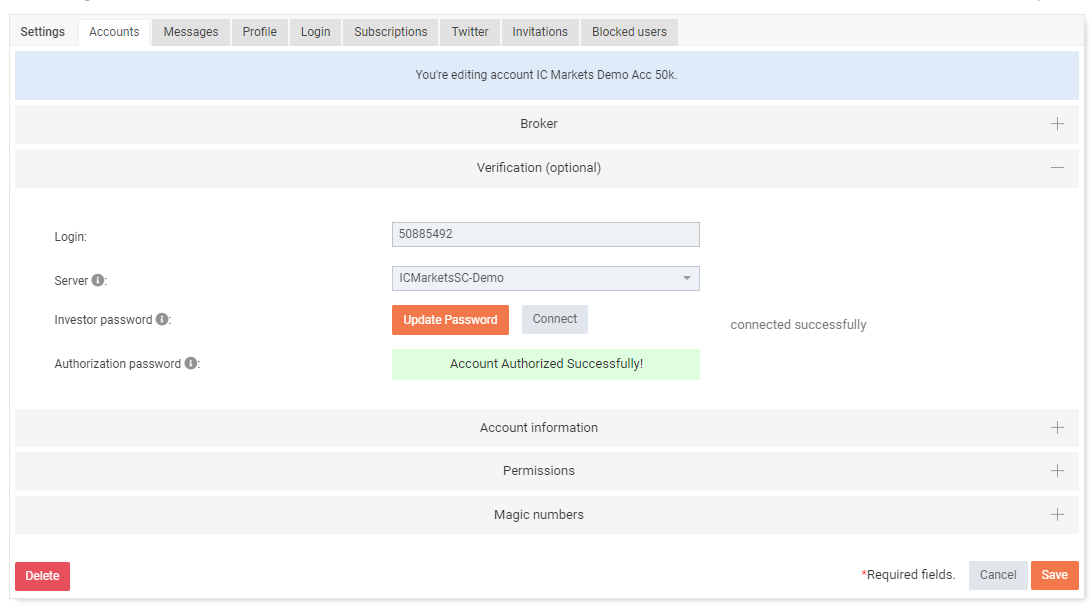 Settings Accounts Messages Profile Login Subscriptions Twitter Invitations Blocked users
You're editing account IC Markets Demo Acc 50k.
Broker
Verification (optional)
Login: 50885492
Server : ICMarketsSC-Demo
Investor password : Update Password Connect connected successfully
Authorization password : Account Authorized Successfully!
Account information
Permissions
Magic numbers
Delete *Required fields. Cancel Save